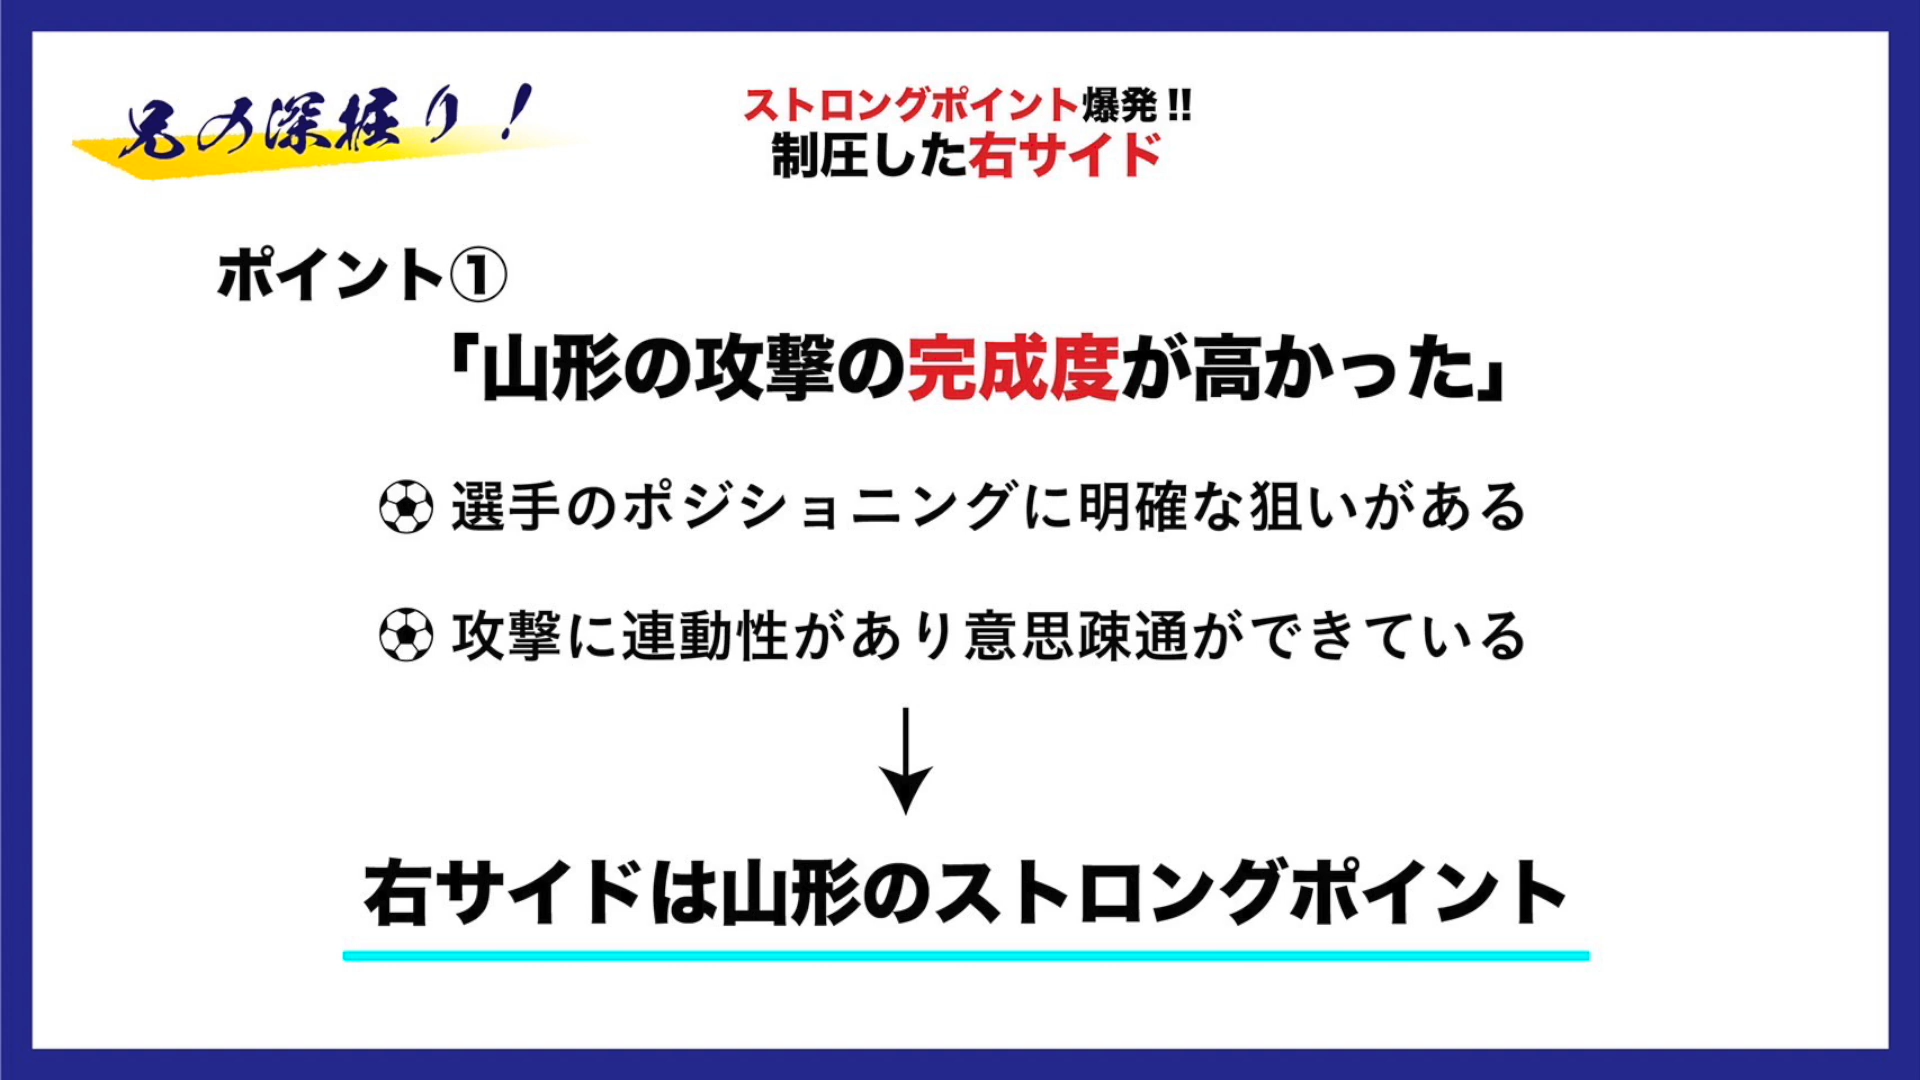 兄の深掘り！
ストロングポイント爆発!!
制圧した右サイド
ポイント①
「山形の攻撃の完成度が高かった」
選手のポジショニングに明確な狙いがある
攻撃に連動性があり意思疎通ができている
↓
右サイドは山形のストロングポイント